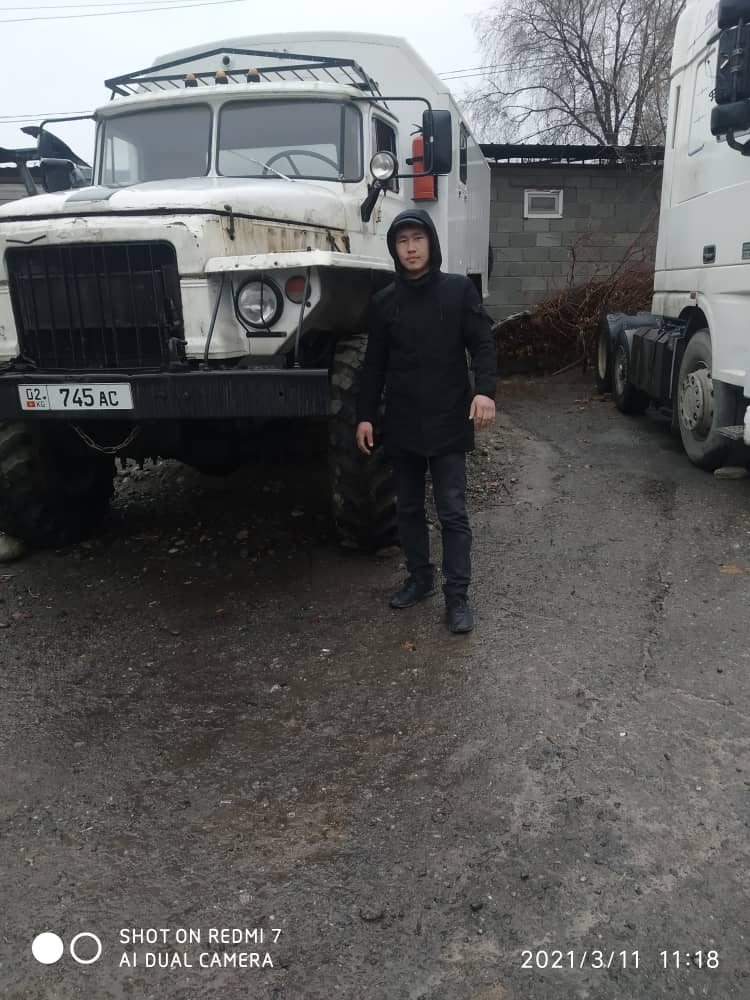 02 KG 745 AC
SHOT ON REDMI 7
AI DUAL CAMERA
2021/3/11 11:18